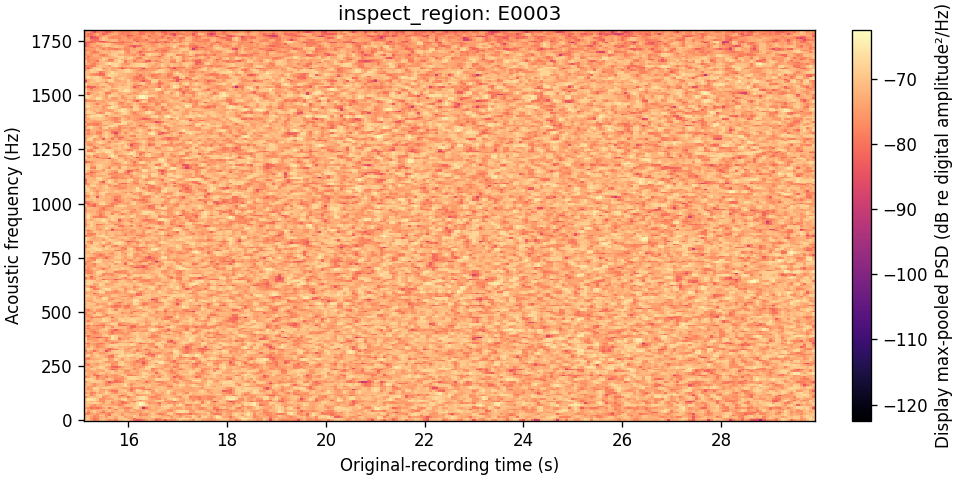 inspect_region: E0003
1750
1500
1250
1000
750
500
250
0
Acoustic frequency (Hz)
16 18 20 22 24 26 28
Original-recording time (s)
−70
−80
−90
−100
−110
−120
Display max-pooled PSD (dB re digital amplitude²/Hz)